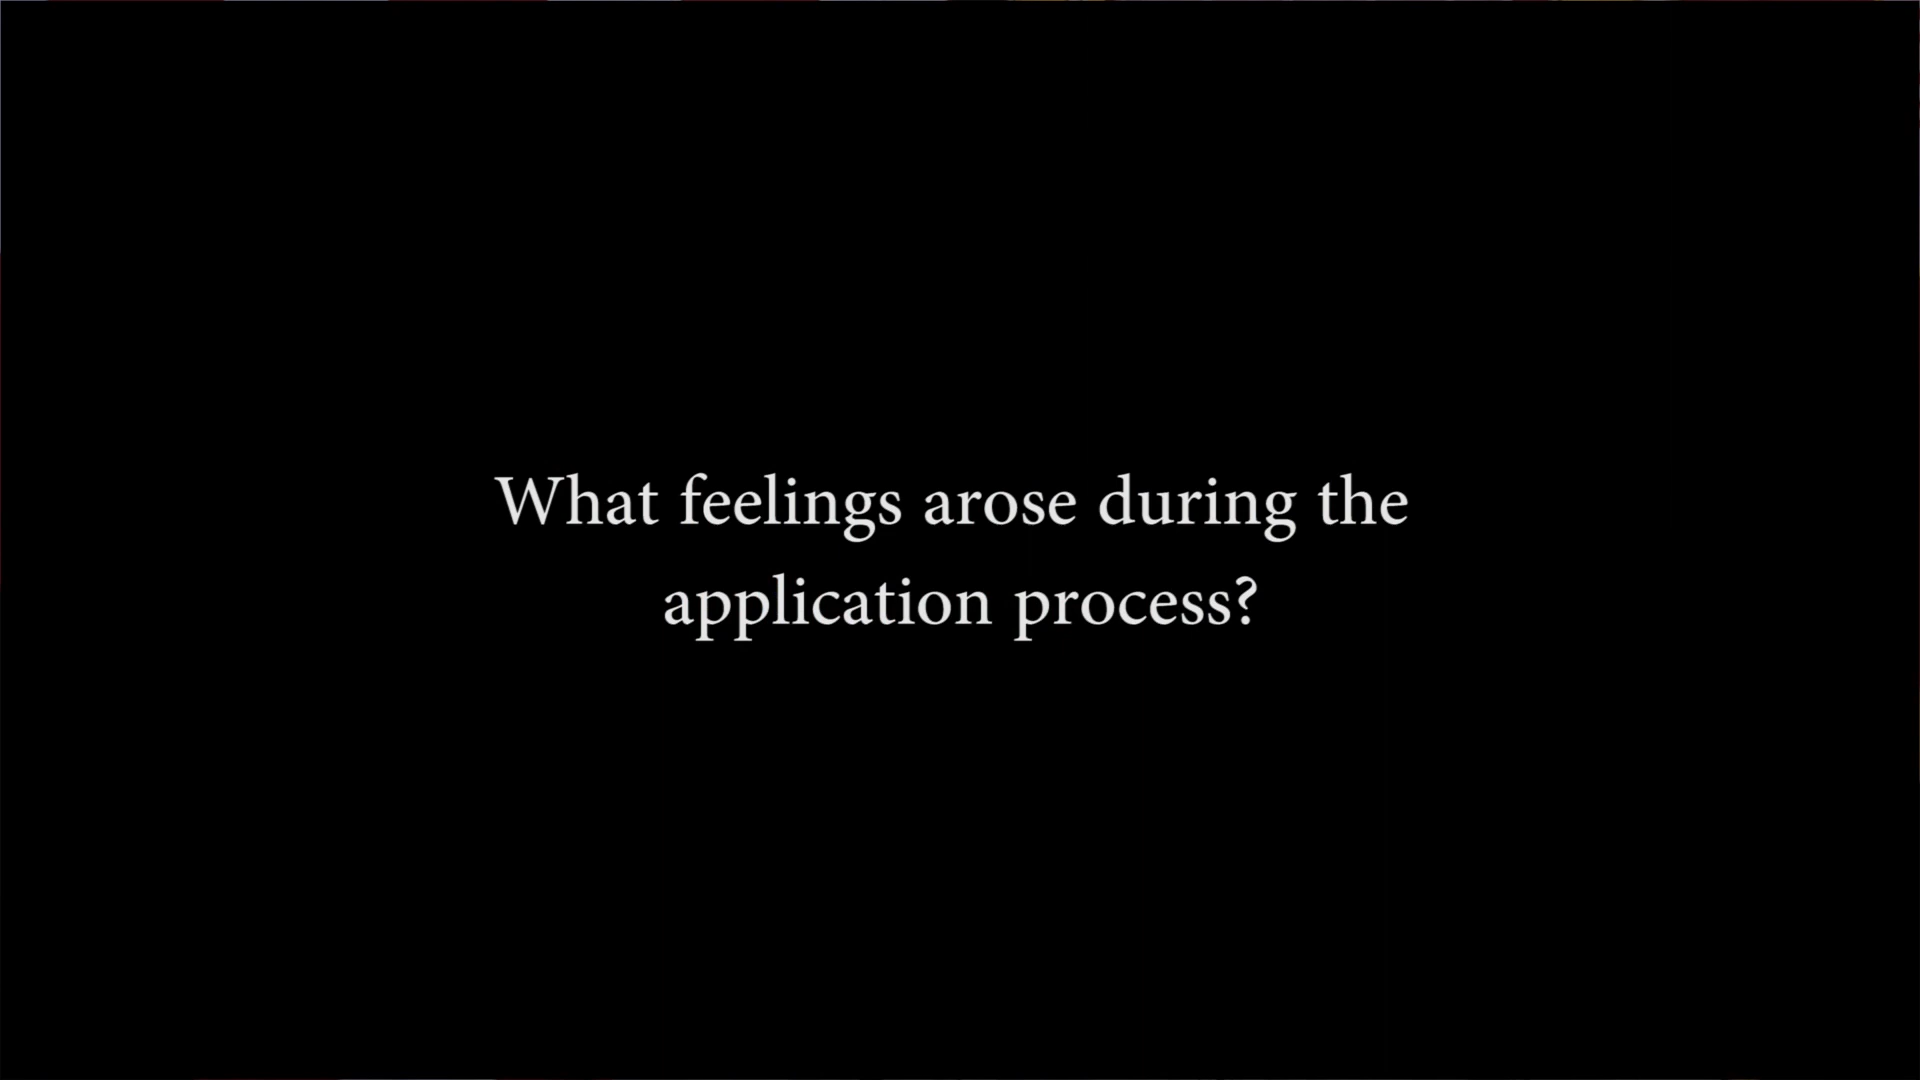 What feelings arose during the
application process?